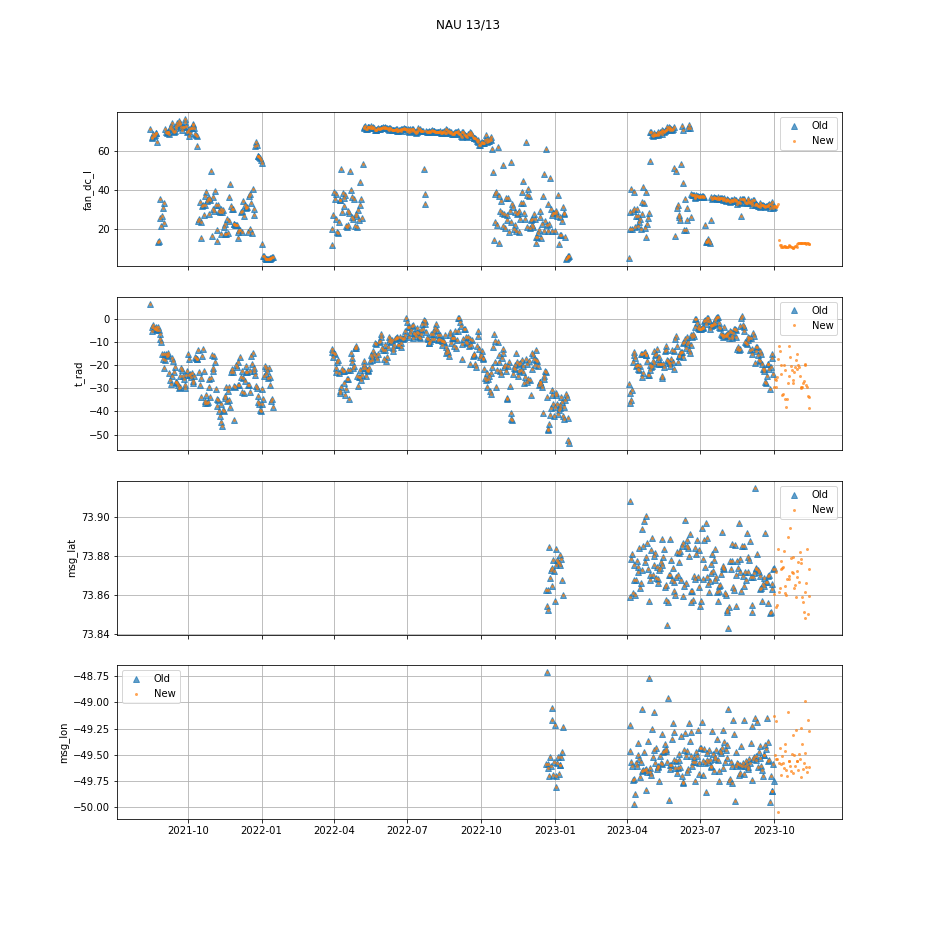 NAU 13/13
fan_dc_I
60
40
20
Old
New
t_rad
0
−10
−20
−30
−40
−50
Old
New
msg_lat
73.90
73.88
73.86
73.84
Old
New
msg_lon
−48.75
−49.00
−49.25
−49.50
−49.75
−50.00
Old
New
2021-10 2022-01 2022-04 2022-07 2022-10 2023-01 2023-04 2023-07 2023-10